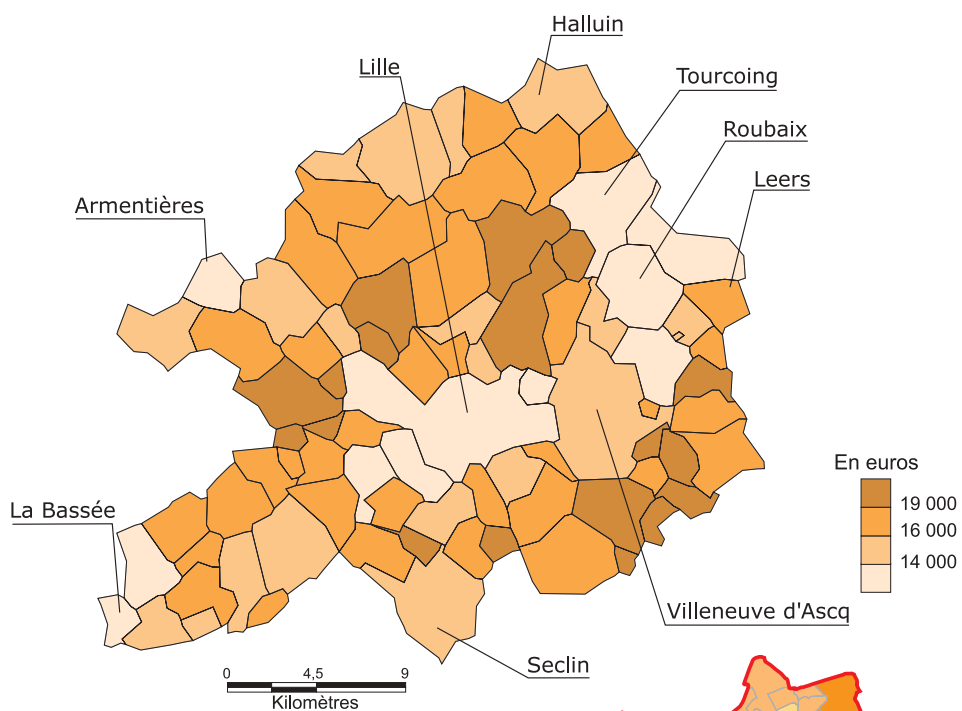 Halluin
Lille
Tourcoing
Roubaix
Leers
Armentières
En euros
19 000
16 000
14 000
La Bassée
Villeneuve d'Ascq
Seclin
0 4,5 9
Kilomètres